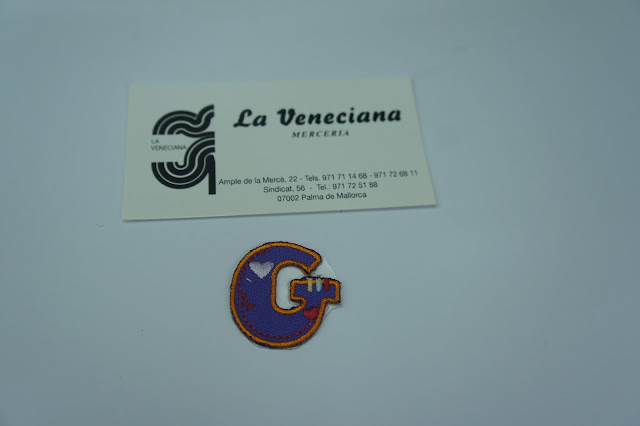 LA
VENECIANA
La Veneciana
MERCERIA
Ample de la Mercè, 22 - Tels. 971 71 14 68 - 971 72 68 11
Sindicat, 56 - Tel.: 971 72 51 88
07002 Palma de Mallorca
G